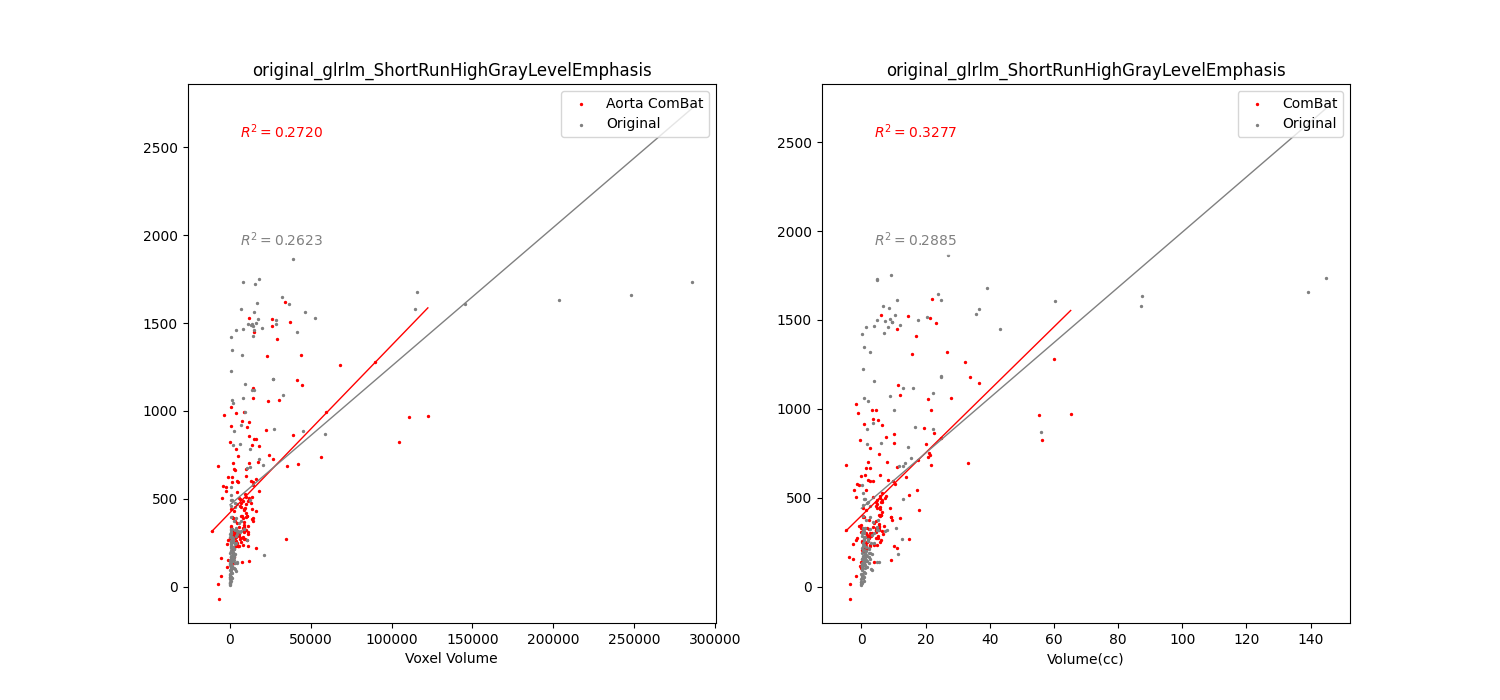 original_glrlm_ShortRunHighGrayLevelEmphasis
Aorta ComBat
Original
R² = 0.2720
R² = 0.2623
2500
2000
1500
1000
500
0
0 50000 100000 150000 200000 250000 300000
Voxel Volume
original_glrlm_ShortRunHighGrayLevelEmphasis
ComBat
Original
R² = 0.3277
R² = 0.2885
2500
2000
1500
1000
500
0
0 20 40 60 80 100 120 140
Volume(cc)